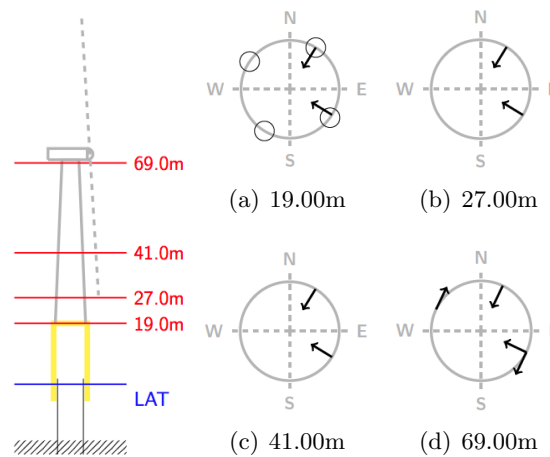 69.0m
41.0m
27.0m
19.0m
LAT
N
W E
S
(a) 19.00m
N
W E
S
(b) 27.00m
N
W E
S
(c) 41.00m
N
W E
S
(d) 69.00m